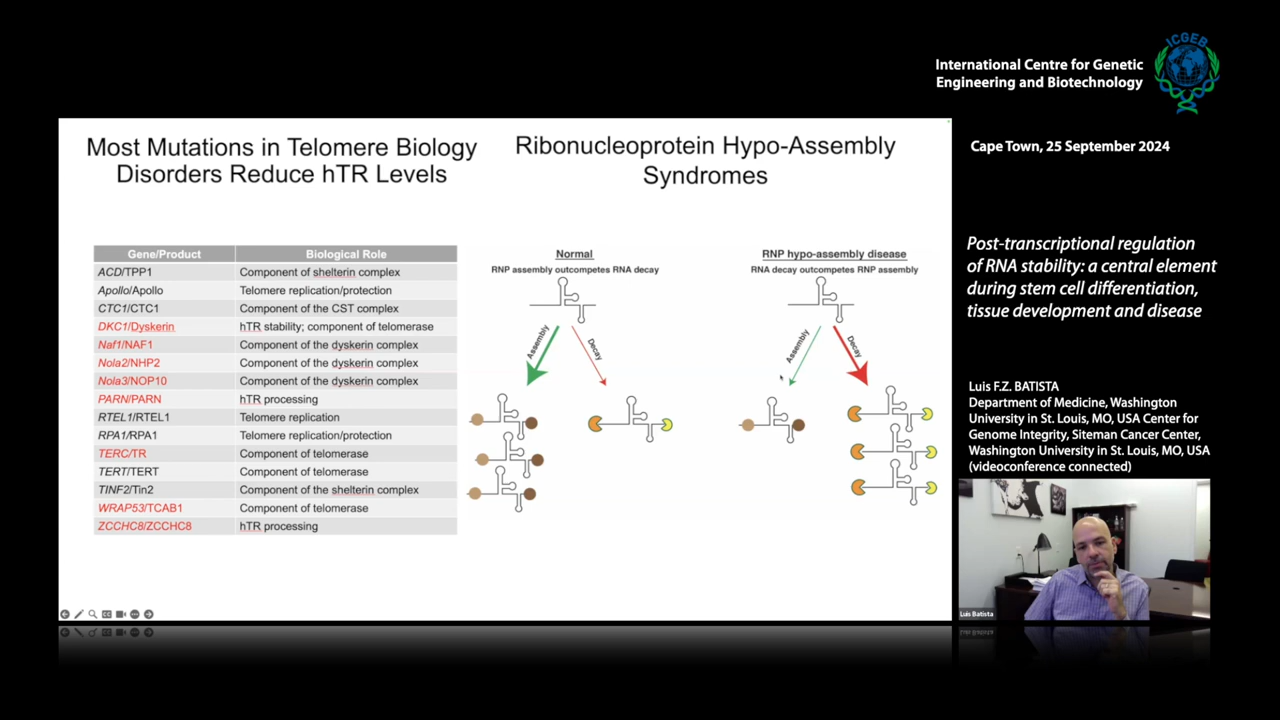 ICGEB
International Centre for Genetic
Engineering and Biotechnology
Cape Town, 25 September 2024
Post-transcriptional regulation
of RNA stability: a central element
during stem cell differentiation,
tissue development and disease
Luis F.Z. BATISTA
Department of Medicine, Washington
University in St. Louis, MO, USA Center for
Genome Integrity, Siteman Cancer Center,
Washington University in St. Louis, MO, USA
(videoconference connected)
Luis Batista
Most Mutations in Telomere Biology
Disorders Reduce hTR Levels
Gene/Product Biological Role
ACD/TPP1 Component of shelterin complex
Apollo/Apollo Telomere replication/protection
CTC1/CTC1 Component of the CST complex
DKC1/Dyskerin hTR stability; component of telomerase
Naf1/NAF1 Component of the dyskerin complex
Nola2/NHP2 Component of the dyskerin complex
Nola3/NOP10 Component of the dyskerin complex
PARN/PARN hTR processing
RTEL1/RTEL1 Telomere replication
RPA1/RPA1 Telomere replication/protection
TERC/TR Component of telomerase
TERT/TERT Component of telomerase
TINF2/Tin2 Component of the shelterin complex
WRAP53/TCAB1 Component of telomerase
ZCCHC8/ZCCHC8 hTR processing
Ribonucleoprotein Hypo-Assembly
Syndromes
Normal
RNP assembly outcompetes RNA decay
Assembly
Decay
RNP hypo-assembly disease
RNA decay outcompetes RNP assembly
Assembly
Decay